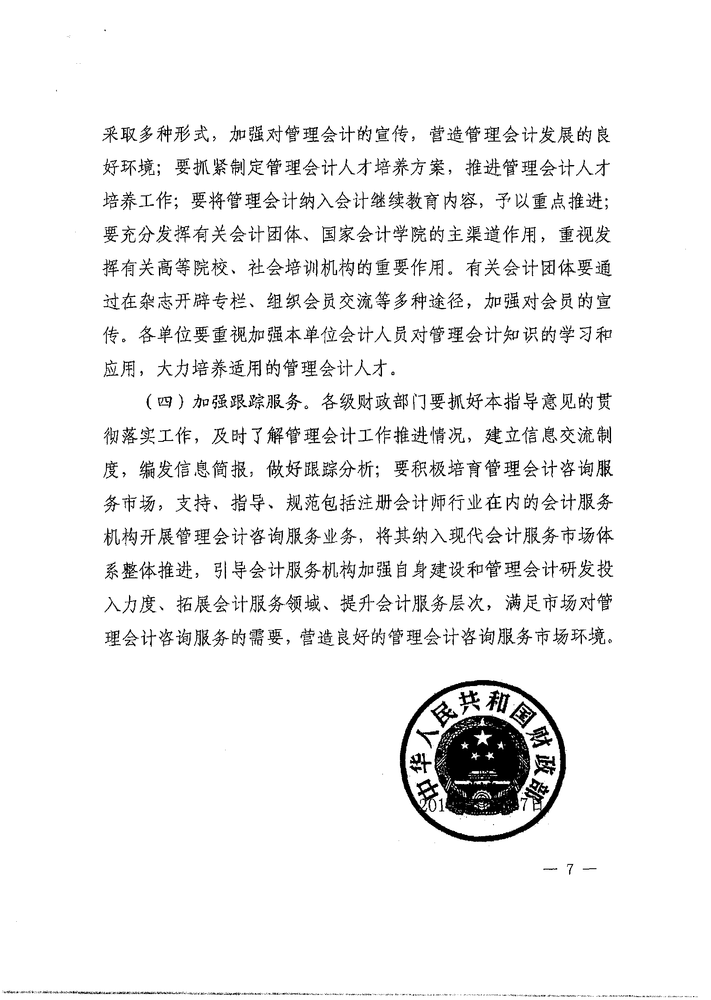 采取多种形式，加强对管理会计的宣传，营造管理会计发展的良
好环境；要抓紧制定管理会计人才培养方案，推进管理会计人才
培养工作；要将管理会计纳入会计继续教育内容，予以重点推进；
要充分发挥有关会计团体、国家会计学院的主渠道作用，重视发
挥有关高等院校、社会培训机构的重要作用。有关会计团体要通
过在杂志开辟专栏、组织会员交流等多种途径，加强对会员的宣
传。各单位要重视加强本单位会计人员对管理会计知识的学习和
应用，大力培养适用的管理会计人才。
（四）加强跟踪服务。各级财政部门要抓好本指导意见的贯
彻落实工作，及时了解管理会计工作推进情况，建立信息交流制
度，编发信息简报，做好跟踪分析；要积极培育管理会计咨询服
务市场，支持、指导、规范包括注册会计师行业在内的会计服务
机构开展管理会计咨询服务业务，将其纳入现代会计服务市场体
系整体推进，引导会计服务机构加强自身建设和管理会计研发投
入力度、拓展会计服务领域、提升会计服务层次，满足市场对管
理会计咨询服务的需要，营造良好的管理会计咨询服务市场环境。
中华人民共和国财政部
201 7日
— 7 —